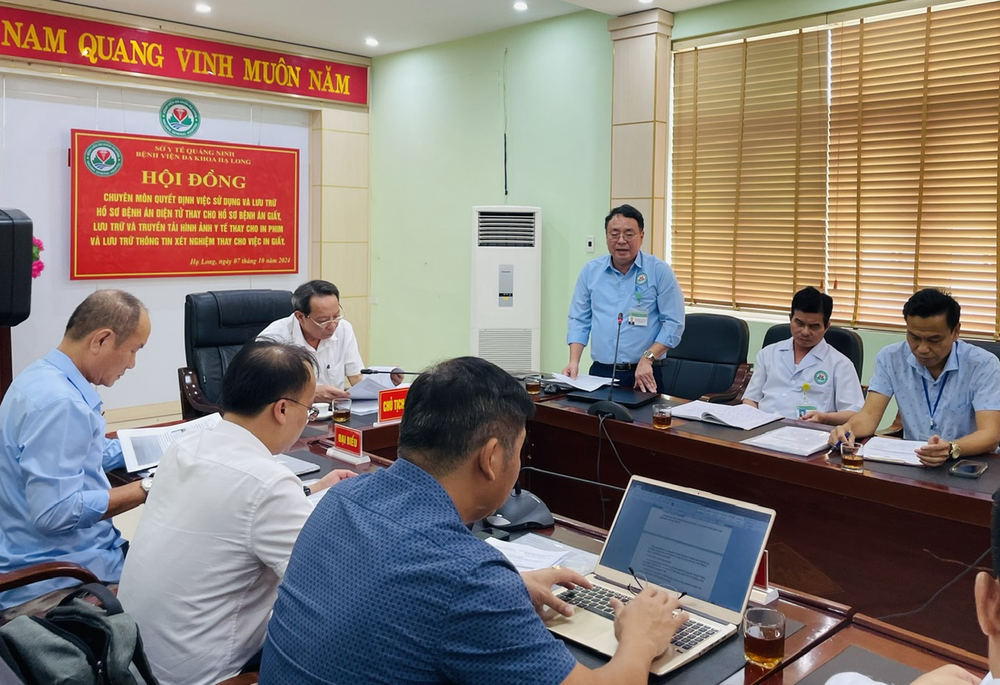 NAM QUANG VINH MUÔN NĂM
SỞ Y TẾ QUẢNG NINH
BỆNH VIỆN ĐA KHOA HẠ LONG
HỘI ĐỒNG
CHUYÊN MÔN QUYẾT ĐỊNH VIỆC SỬ DỤNG VÀ LƯU TRỮ
HỒ SƠ BỆNH ÁN ĐIỆN TỬ THAY CHO HỒ SƠ BỆNH ÁN GIẤY,
LƯU TRỮ VÀ TRUYỀN TẢI HÌNH ẢNH Y TẾ THAY CHO IN PHIM
VÀ LƯU TRỮ THÔNG TIN XÉT NGHIỆM THAY CHO VIỆC IN GIẤY.
Hạ Long, ngày 07 tháng 10 năm 2024
CHỦ TỊCH
ĐẠI BIỂU